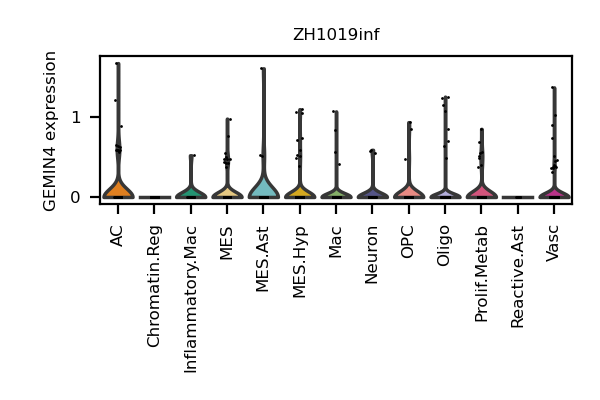 ZH1019inf
GEMIN4 expression
1
0
AC
Chromatin.Reg
Inflammatory.Mac
MES
MES.Ast
MES.Hyp
Mac
Neuron
OPC
Oligo
Prolif.Metab
Reactive.Ast
Vasc